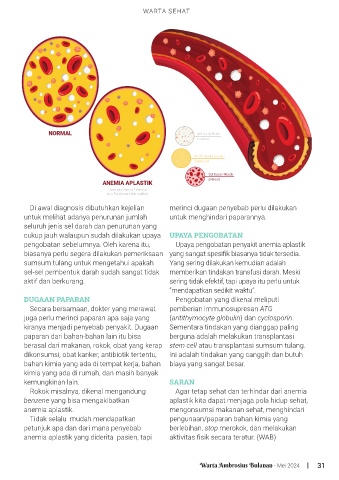 WARTA SEHAT
NORMAL
ANEMIA APLASTIK
Di awal diagnosis dibutuhkan kejelian
untuk melihat adanya penurunan jumlah
seluruh jenis sel darah dan penurunan yang
cukup jauh walaupun sudah dilakukan upaya
pengobatan sebelumnya. Oleh karena itu,
biasanya perlu segera dilakukan pemeriksaan
sumsum tulang untuk mengetahui apakah
sel-sel pembentuk darah sudah sangat tidak
aktif dan berkurang.
DUGAAN PAPARAN
Secara bersamaan, dokter yang merawat
juga perlu merinci paparan apa saja yang
kiranya menjadi penyebab penyakit. Dugaan
paparan dari bahan-bahan lain itu bisa
berasal dari makanan, rokok, obat yang kerap
dikonsumsi, obat kanker, antibiotik tertentu,
bahan kimia yang ada di tempat kerja, bahan
kimia yang ada di rumah, dan masih banyak
kemungkinan lain.
Rokok misalnya, dikenal mengandung
benzene yang bisa mengakibatkan
anemia aplastik.
Tidak selalu mudah mendapatkan
petunjuk apa dan dari mana penyebab
anemia aplastik yang diderita pasien, tapi
merinci dugaan penyebab perlu dilakukan
untuk menghindari paparannya.
UPAYA PENGOBATAN
Upaya pengobatan penyakit anemia aplastik
yang sangat spesifik biasanya tidak tersedia.
Yang sering dilakukan kemudian adalah
memberikan tindakan transfusi darah. Meski
sering tidak efektif, tapi upaya itu perlu untuk
"mendapatkan sedikit waktu".
Pengobatan yang dikenal meliputi
pemberian immunosupresan ATG
(antithymocyte globulin) dan cyclosporin.
Sementara tindakan yang dianggap paling
berguna adalah melakukan transplantasi
stem cell atau transplantasi sumsum tulang.
Ini adalah tindakan yang canggih dan butuh
biaya yang sangat besar.
SARAN
Agar tetap sehat dan terhindar dari anemia
aplastik kita dapat menjaga pola hidup sehat,
mengonsumsi makanan sehat, menghindari
pengunaan/paparan bahan kimia yang
berlebihan, stop merokok, dan melakukan
aktivitas fisik secara teratur. (WAB)
Warta Ambrosius Bulanan - Mei 2024 | 31